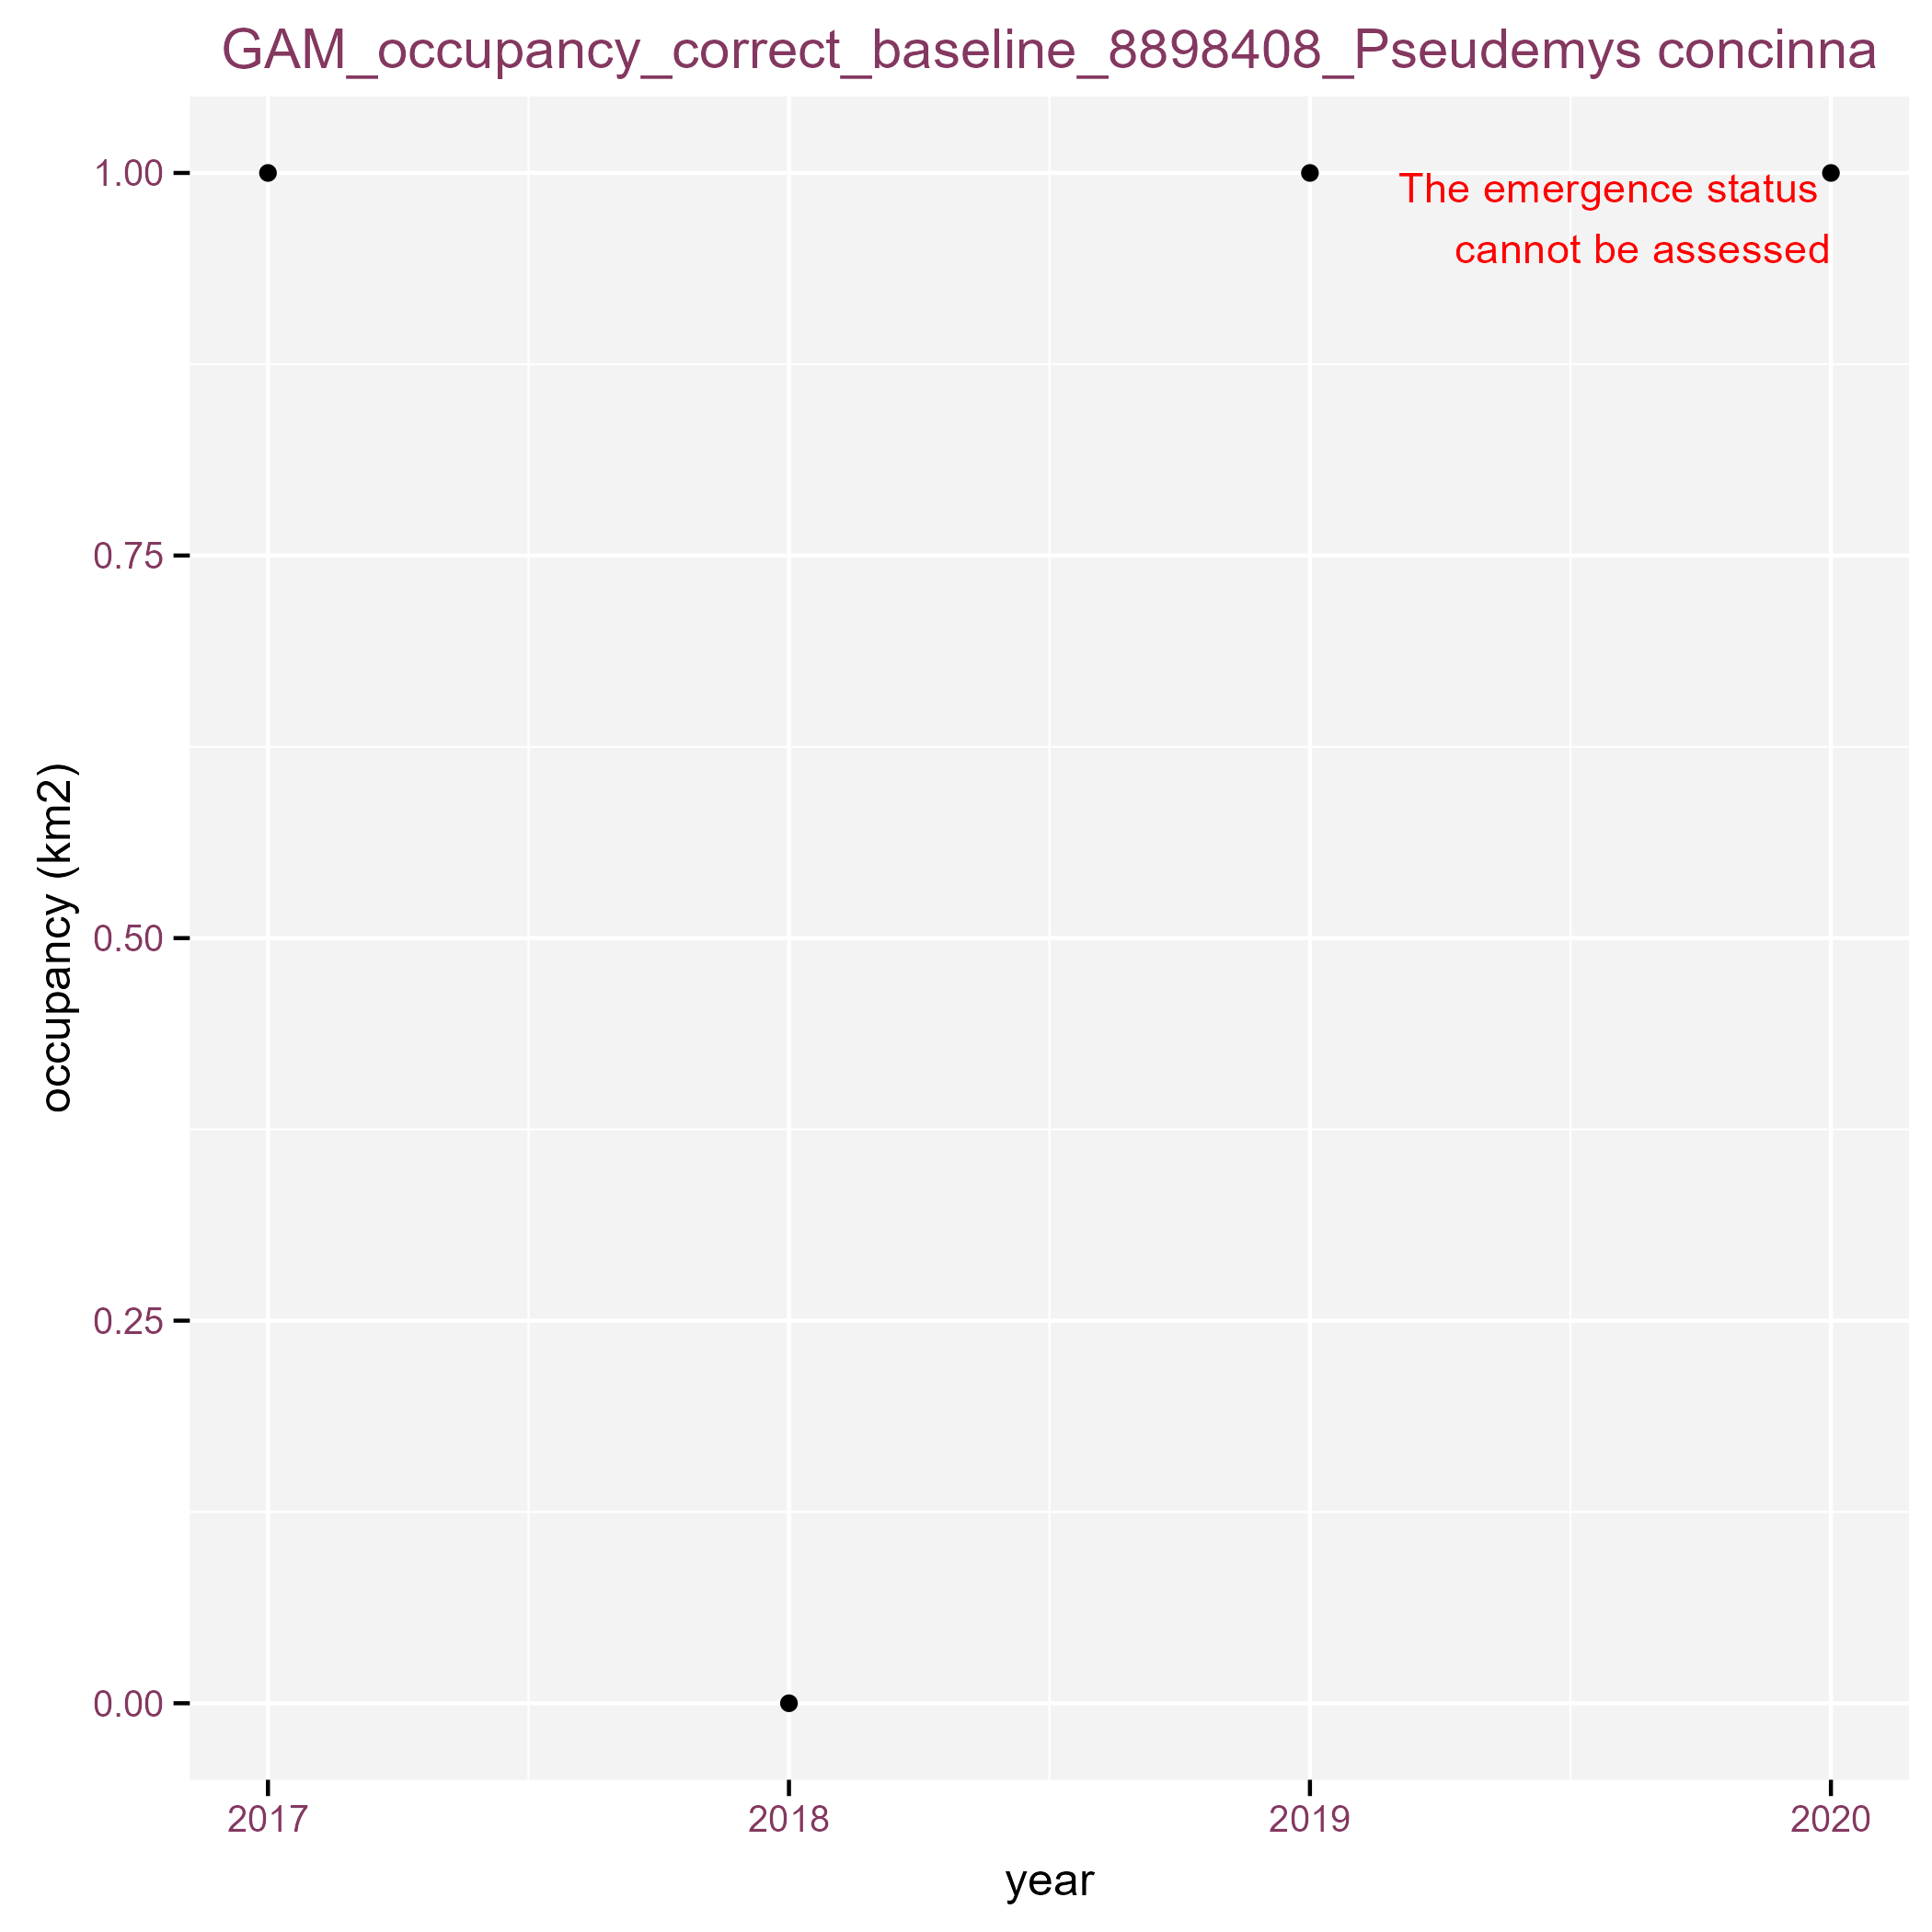 GAM_occupancy_correct_baseline_8898408_Pseudemys concinna
1.00
The emergence status
cannot be assessed
0.75
occupancy (km2)
0.50
0.25
0.00
2017 2018 2019 2020
year